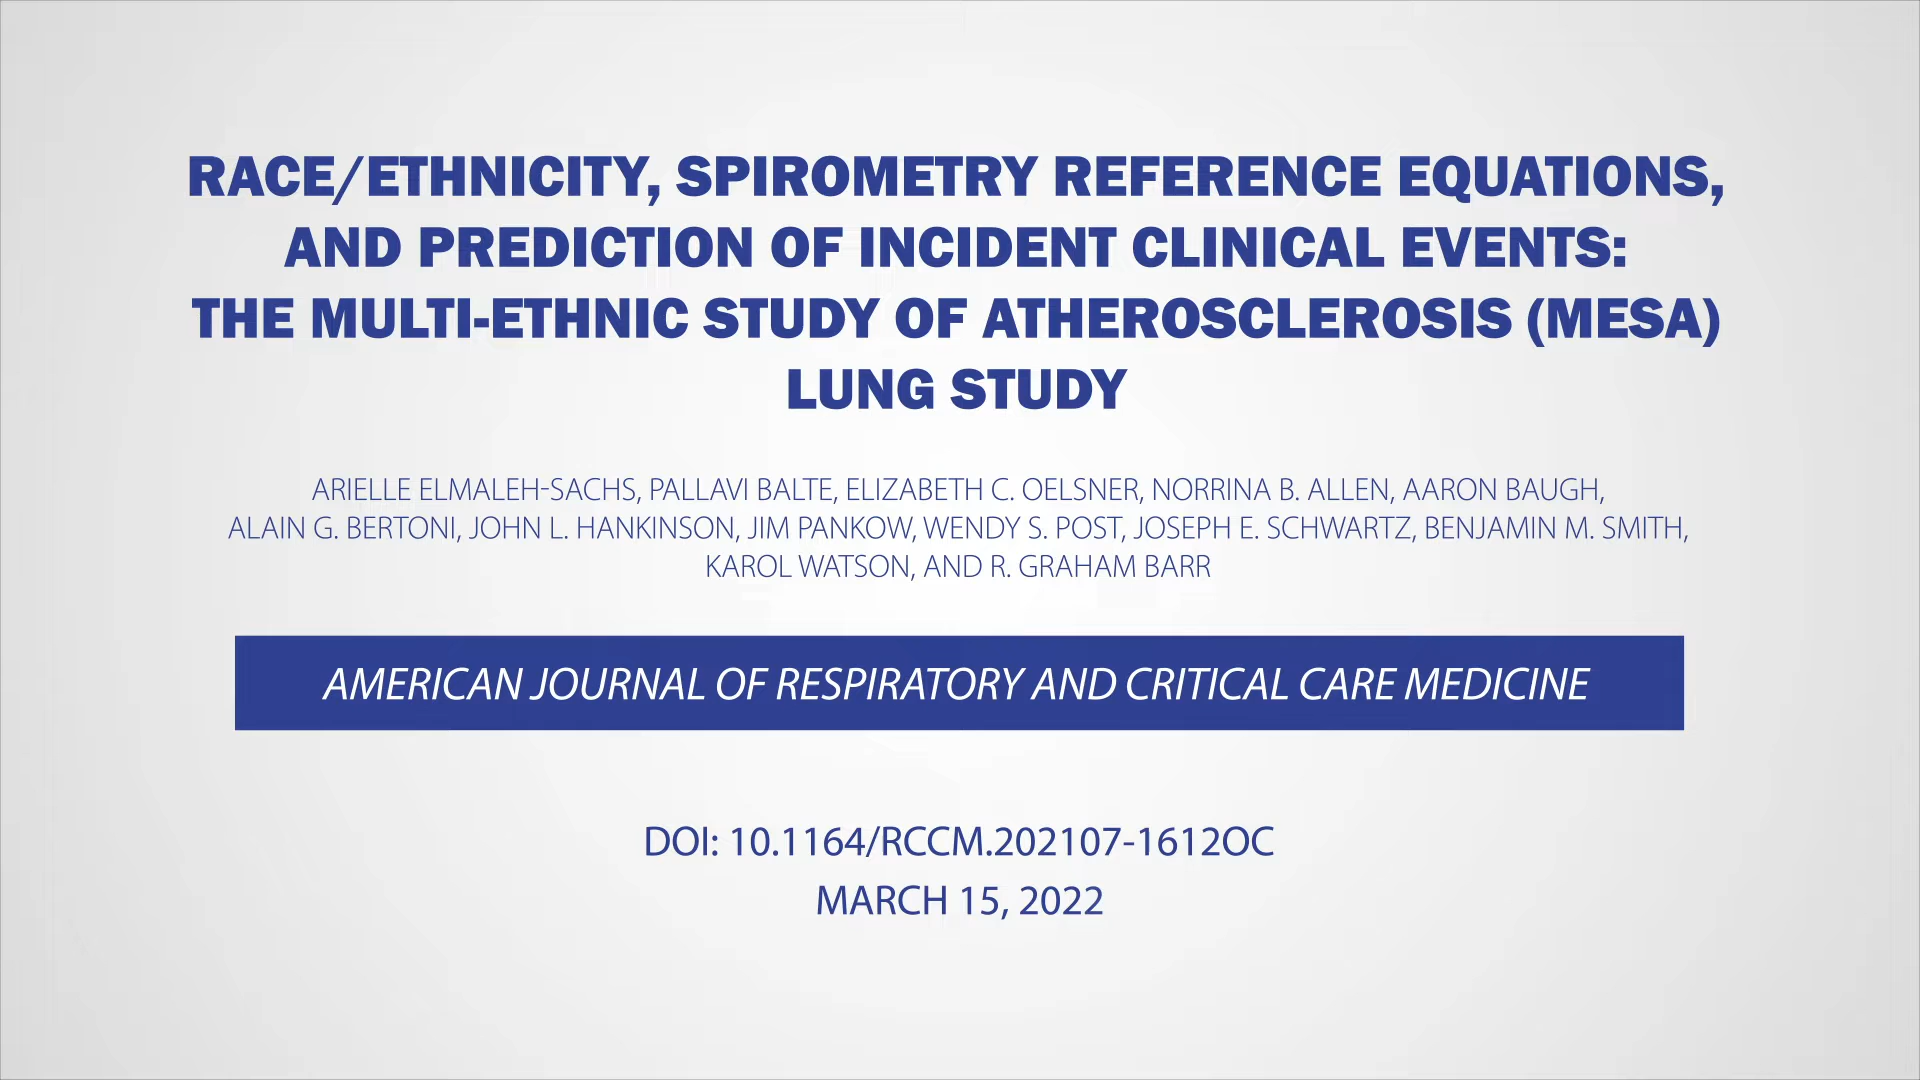 RACE/ETHNICITY, SPIROMETRY REFERENCE EQUATIONS,
AND PREDICTION OF INCIDENT CLINICAL EVENTS:
THE MULTI-ETHNIC STUDY OF ATHEROSCLEROSIS (MESA)
LUNG STUDY
ARIELLE ELMALEH-SACHS, PALLAVI BALTE, ELIZABETH C. OELSNER, NORRINA B. ALLEN, AARON BAUGH,
ALAIN G. BERTONI, JOHN L. HANKINSON, JIM PANKOW, WENDY S. POST, JOSEPH E. SCHWARTZ, BENJAMIN M. SMITH,
KAROL WATSON, AND R. GRAHAM BARR
AMERICAN JOURNAL OF RESPIRATORY AND CRITICAL CARE MEDICINE
DOI: 10.1164/RCCM.202107-1612OC
MARCH 15, 2022